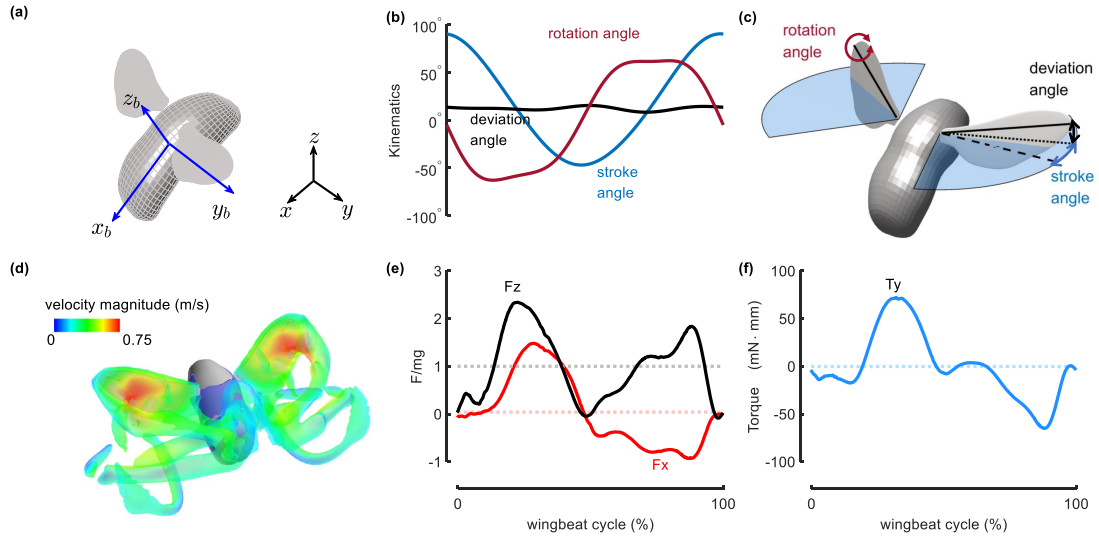 (a)
z_b
x_b
y_b
z
x
y
(b)
100°
50°
0°
-50°
-100°
Kinematics
rotation angle
deviation
angle
stroke
angle
(c)
rotation
angle
deviation
angle
stroke
angle
(d)
velocity magnitude (m/s)
0
0.75
(e)
3
2
1
0
-1
F/mg
Fz
Fx
0
100
wingbeat cycle (%)
(f)
100
50
0
-50
-100
Torque (mN· mm)
Ty
0
100
wingbeat cycle (%)